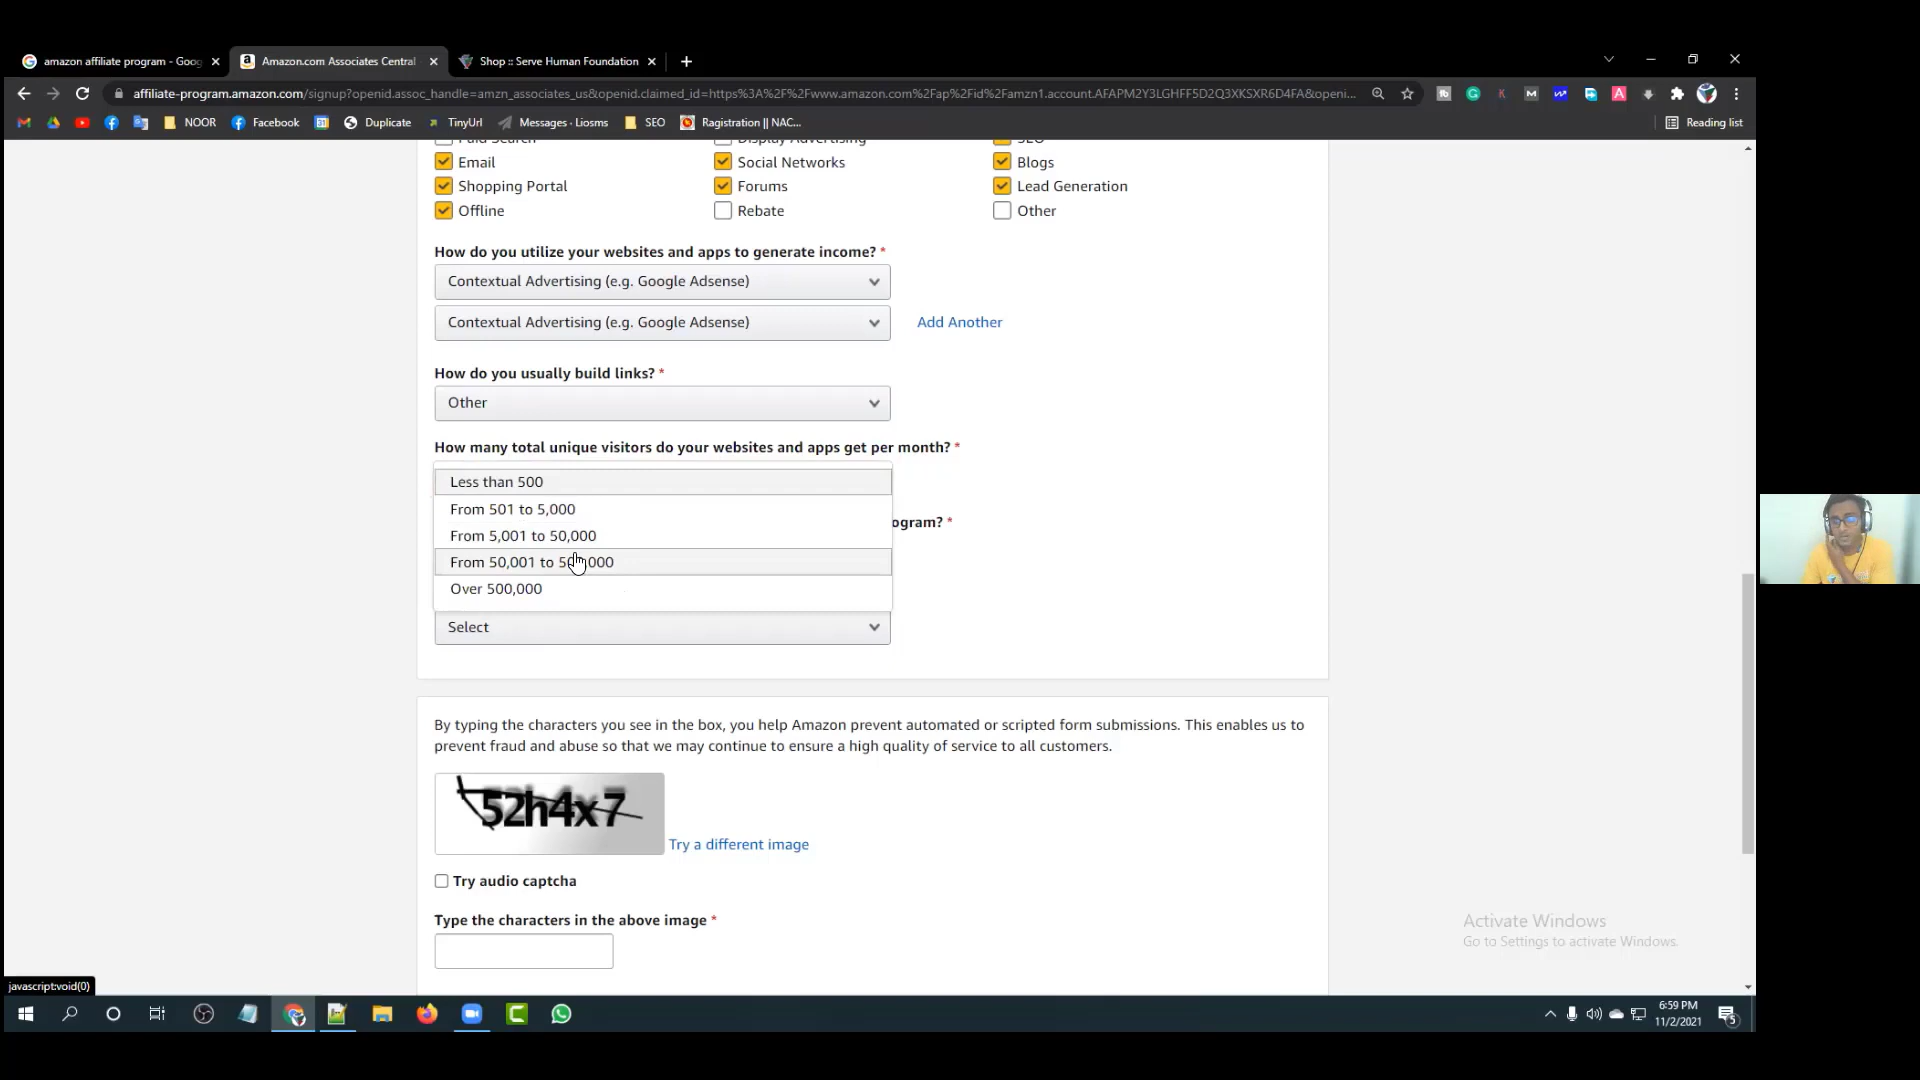 amazon affiliate program - Goog
Amazon.com Associates Central
Shop :: Serve Human Foundation
affiliate-program.amazon.com/signup?openid.assoc_handle=amzn_associates_us&openid.claimed_id=https%3A%2F%2Fwww.amazon.com%2Fap%2Fid%2Famzn1.account.AFAPM2Y3LGHFF5D2Q3XKSXR6D4FA&openi...
NOOR
Facebook
Duplicate
TinyUrl
Messages · Liosms
SEO
Ragistration || NAC...
Reading list
Paid Search
Display Advertising
SEO
Email
Social Networks
Blogs
Shopping Portal
Forums
Lead Generation
Offline
Rebate
Other
How do you utilize your websites and apps to generate income? *
Contextual Advertising (e.g. Google Adsense)
Contextual Advertising (e.g. Google Adsense)
Add Another
How do you usually build links? *
Other
How many total unique visitors do your websites and apps get per month? *
Less than 500
From 501 to 5,000
ogram? *
From 5,001 to 50,000
From 50,001 to 500,000
Over 500,000
Select
By typing the characters you see in the box, you help Amazon prevent automated or scripted form submissions. This enables us to
prevent fraud and abuse so that we may continue to ensure a high quality of service to all customers.
52h4x7
Try a different image
Try audio captcha
Type the characters in the above image *
Activate Windows
Go to Settings to activate Windows.
javascript:void(0)
6:59 PM
11/2/2021
5